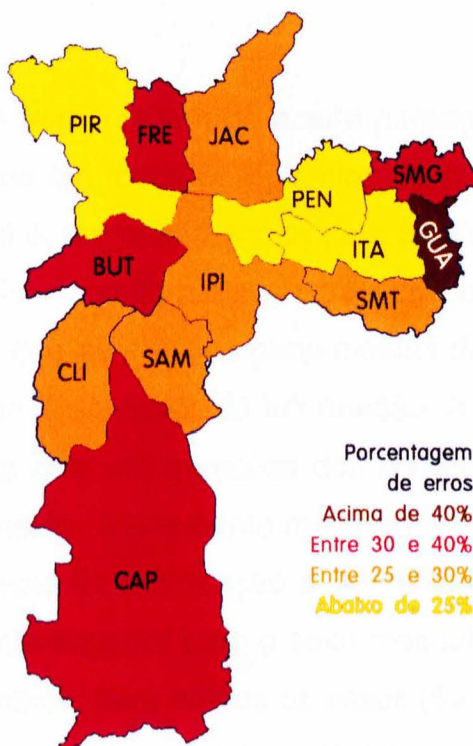 PIR
FRE
JAC
SMG
PEN
GUA
ITA
BUT
IPI
SMT
CLI
SAM
CAP
Porcentagem
de erros
Acima de 40%
Entre 30 e 40%
Entre 25 e 30%
Abaixo de 25%